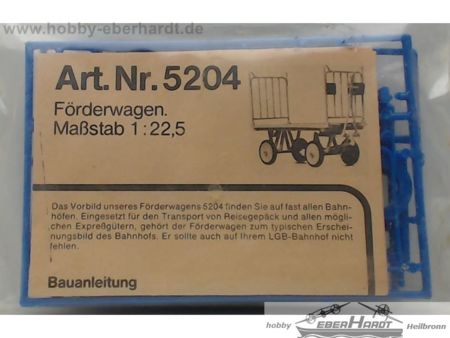 www.hobby-eberhardt.de
Art. Nr. 5204
Förderwagen.
Maßstab 1:22,5
Das Vorbild unseres Förderwagens 5204 finden Sie auf fast allen Bahn-
höfen. Eingesetzt für den Transport von Reisegepäck und allen mögli-
chen Expreßgütern, gehört der Förderwagen zum typischen Erschei-
nungsbild des Bahnhofs. Er sollte auch auf Ihrem LGB-Bahnhof nicht
fehlen.
Bauanleitung
hobby EBERHARDT Heilbronn